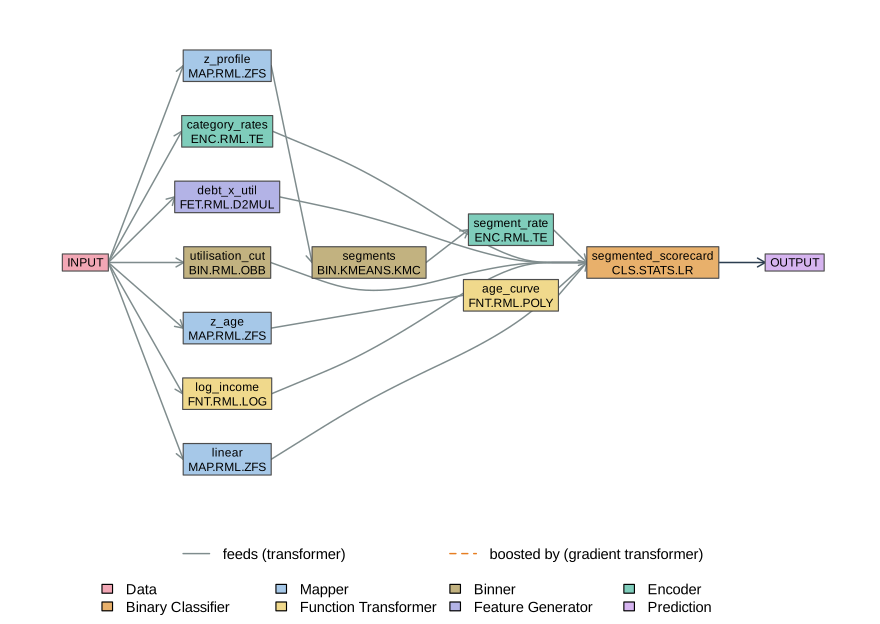 z_profile
MAP.RML.ZFS
category_rates
ENC.RML.TE
debt_x_util
FET.RML.D2MUL
segment_rate
ENC.RML.TE
INPUT
utilisation_cut
BIN.RML.OBB
segments
BIN.KMEANS.KMC
segmented_scorecard
CLS.STATS.LR
OUTPUT
age_curve
FNT.RML.POLY
z_age
MAP.RML.ZFS
log_income
FNT.RML.LOG
linear
MAP.RML.ZFS
feeds (transformer)
boosted by (gradient transformer)
Data
Mapper
Binner
Encoder
Binary Classifier
Function Transformer
Feature Generator
Prediction